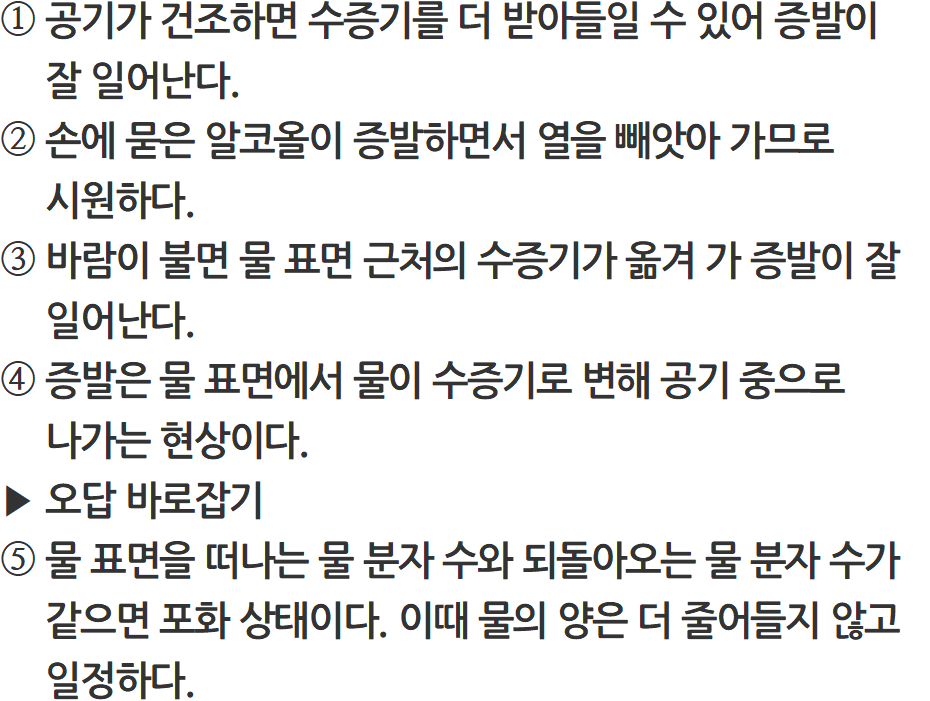 ① 공기가 건조하면 수증기를 더 받아들일 수 있어 증발이
잘 일어난다.
② 손에 묻은 알코올이 증발하면서 열을 빼앗아 가므로
시원하다.
③ 바람이 불면 물 표면 근처의 수증기가 옮겨 가 증발이 잘
일어난다.
④ 증발은 물 표면에서 물이 수증기로 변해 공기 중으로
나가는 현상이다.
▶ 오답 바로잡기
⑤ 물 표면을 떠나는 물 분자 수와 되돌아오는 물 분자 수가
같으면 포화 상태이다. 이때 물의 양은 더 줄어들지 않고
일정하다.